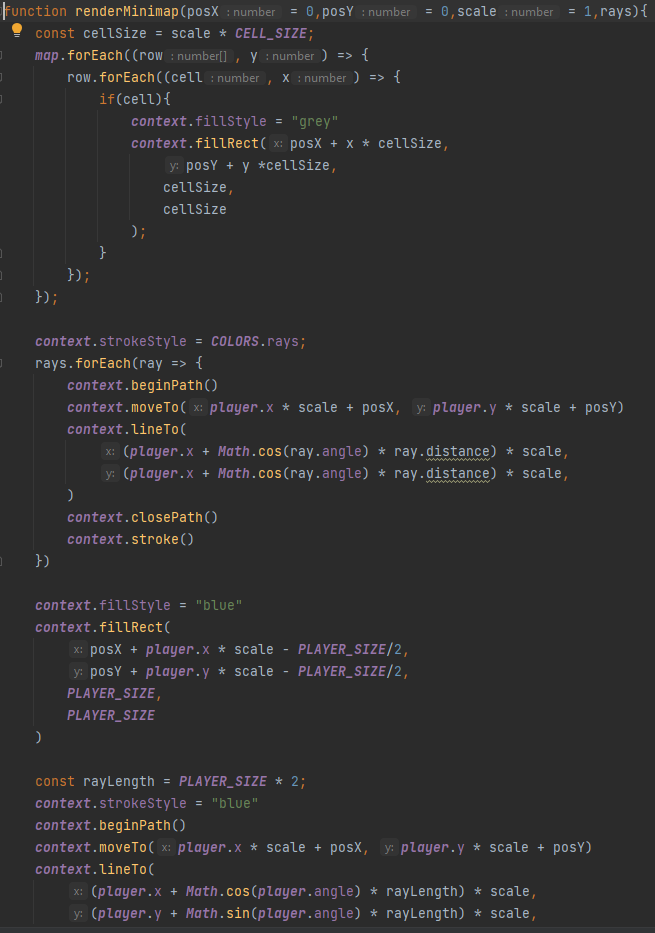 function renderMinimap(posX : number = 0,posY : number = 0,scale : number = 1,rays){
    const cellSize = scale * CELL_SIZE;
    map.forEach((row : number[] , y : number ) => {
        row.forEach((cell : number , x : number ) => {
            if(cell){
                context.fillStyle = "grey"
                context.fillRect( x: posX + x * cellSize,
                    y: posY + y *cellSize,
                    cellSize,
                    cellSize
                );
            }
        });
    });

    context.strokeStyle = COLORS.rays;
    rays.forEach(ray => {
        context.beginPath()
        context.moveTo( x: player.x * scale + posX, y: player.y * scale + posY)
        context.lineTo(
            x: (player.x + Math.cos(ray.angle) * ray.distance) * scale,
            y: (player.x + Math.cos(ray.angle) * ray.distance) * scale,
        )
        context.closePath()
        context.stroke()
    })

    context.fillStyle = "blue"
    context.fillRect(
        x: posX + player.x * scale - PLAYER_SIZE/2,
        y: posY + player.y * scale - PLAYER_SIZE/2,
        PLAYER_SIZE,
        PLAYER_SIZE
    )

    const rayLength = PLAYER_SIZE * 2;
    context.strokeStyle = "blue"
    context.beginPath()
    context.moveTo( x: player.x * scale + posX, y: player.y * scale + posY)
    context.lineTo(
        x: (player.x + Math.cos(player.angle) * rayLength) * scale,
        y: (player.y + Math.sin(player.angle) * rayLength) * scale,